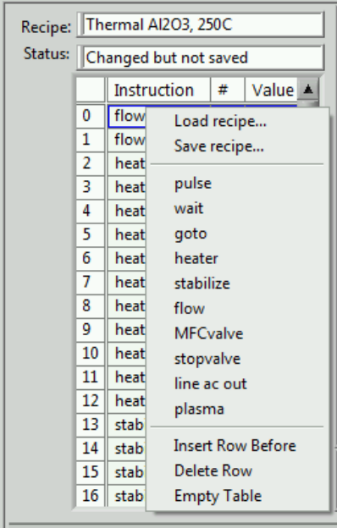 Recipe: Thermal Al2O3, 250C
Status: Changed but not saved
Instruction # Value
0 flow
1 flow
2 heat
3 heat
4 heat
5 heat
6 heat
7 heat
8 heat
9 heat
10 heat
11 heat
12 heat
13 stab
14 stab
15 stab
16 stab
Load recipe...
Save recipe...
pulse
wait
goto
heater
stabilize
flow
MFCvalve
stopvalve
line ac out
plasma
Insert Row Before
Delete Row
Empty Table